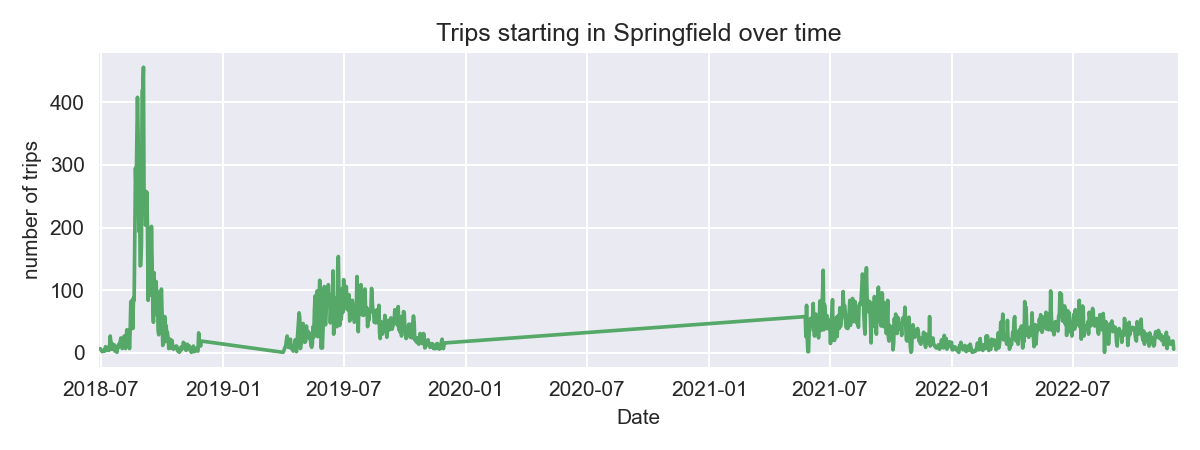 Trips starting in Springfield over time
number of trips
400
300
200
100
0
2018-07 2019-01 2019-07 2020-01 2020-07 2021-01 2021-07 2022-01 2022-07
Date